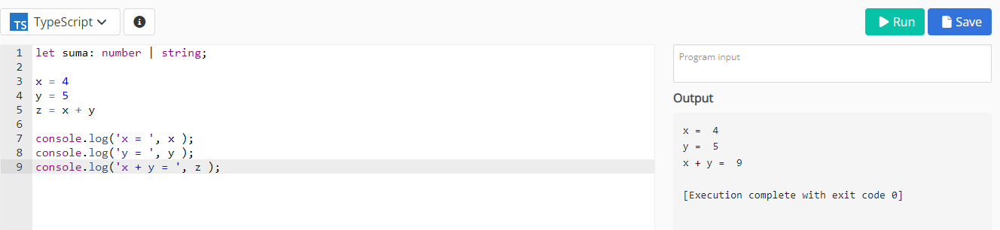 TS TypeScript
Run Save
1 let suma: number | string;
2
3 x = 4
4 y = 5
5 z = x + y
6
7 console.log('x = ', x );
8 console.log('y = ', y );
9 console.log('x + y = ', z );
Program input
Output
x =  4
y =  5
x + y =  9
[Execution complete with exit code 0]